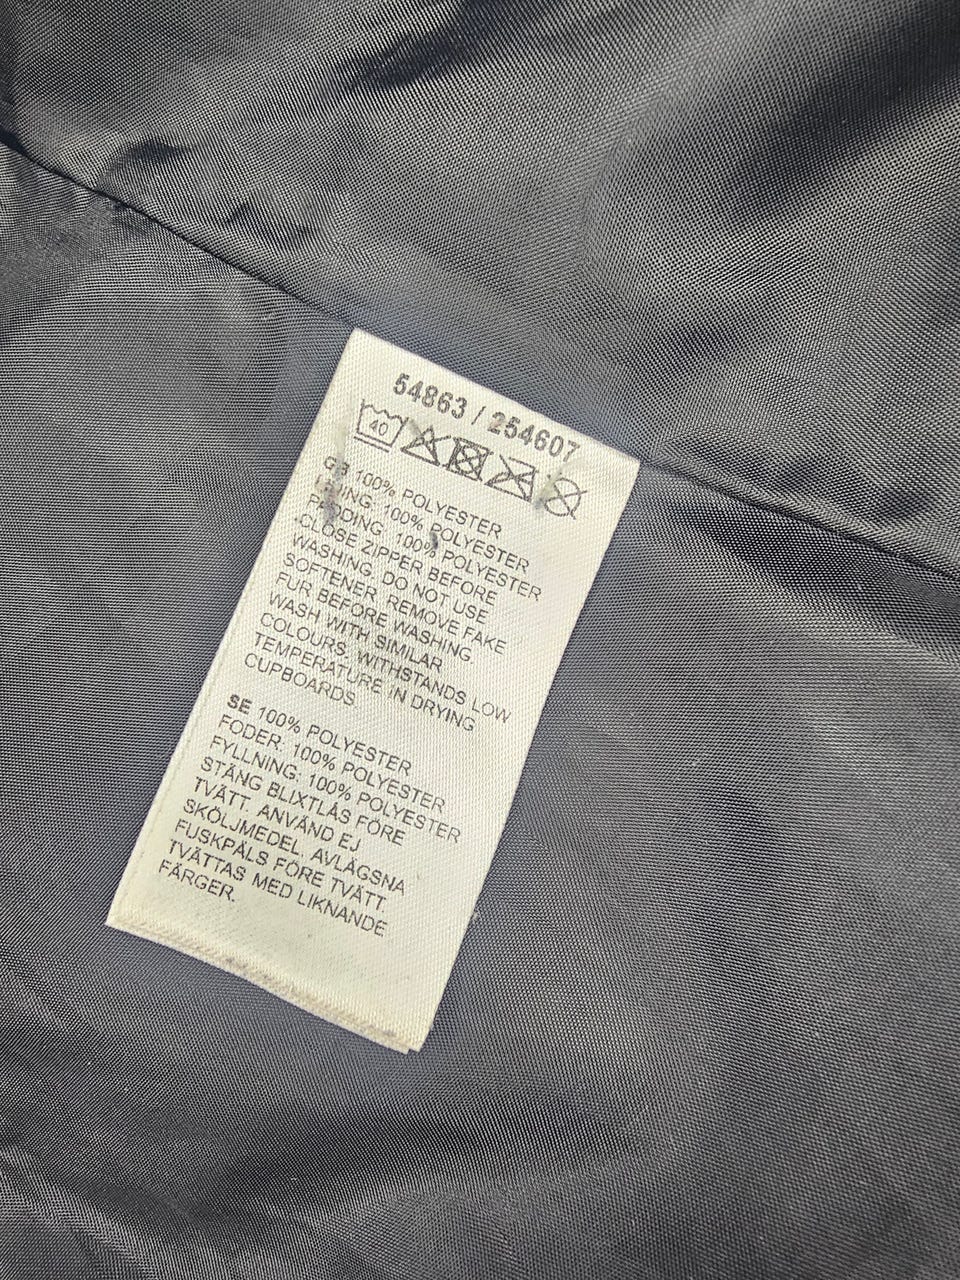 54863 / 254607
40
GB 100% POLYESTER
LINING: 100% POLYESTER
PADDING: 100% POLYESTER
.CLOSE ZIPPER BEFORE
WASHING. DO NOT USE
SOFTENER. REMOVE FAKE
FUR BEFORE WASHING.
WASH WITH SIMILAR
COLOURS. WITHSTANDS LOW
TEMPERATURE IN DRYING
CUPBOARDS.
SE 100% POLYESTER
FODER: 100% POLYESTER
FYLLNING: 100% POLYESTER
STÄNG BLIXTLÅS FÖRE
TVÄTT. ANVÄND EJ
SKÖLJMEDEL. AVLÄGSNA
FUSKPÄLS FÖRE TVÄTT.
TVÄTTAS MED LIKNANDE
FÄRGER.